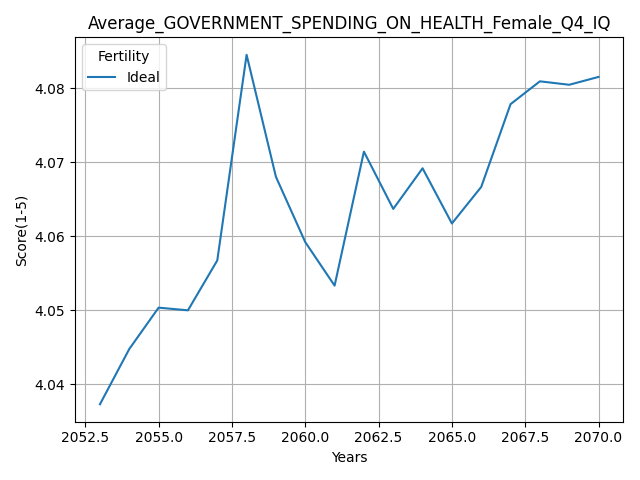 Average_GOVERNMENT_SPENDING_ON_HEALTH_Female_Q4_IQ
Fertility
Ideal
4.08
4.07
4.06
4.05
4.04
Score(1-5)
2052.5 2055.0 2057.5 2060.0 2062.5 2065.0 2067.5 2070.0
Years